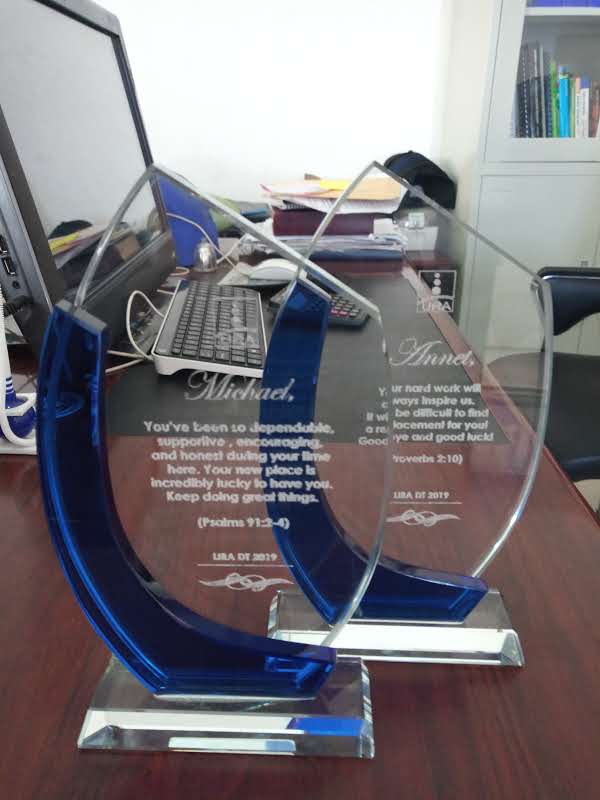 Michael,
You've been so dependable,
supportive , encouraging,
and honest during your time
here. Your new place is
incredibly lucky to have you.
Keep doing great things.
(Psalms 91:2-4)
URA DT 2019
URA
Annet,
ur hard work will
ways inspire us.
be difficult to find
lacement for you!
ye and good luck!
Proverbs 2:10)
URA DT 2019